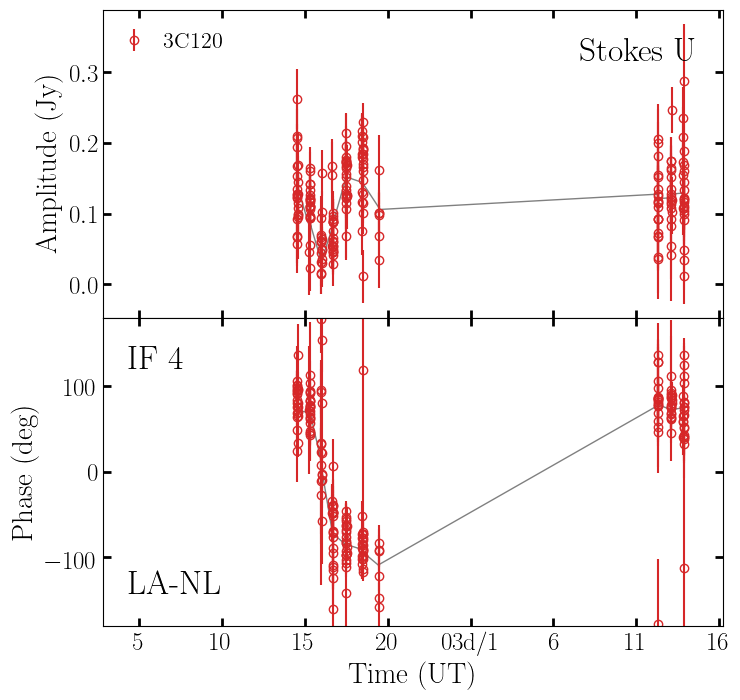 3C120
Stokes U
Amplitude (Jy)
0.3
0.2
0.1
0.0
IF 4
Phase (deg)
100
0
−100
LA-NL
5 10 15 20 03d/1 6 11 16
Time (UT)